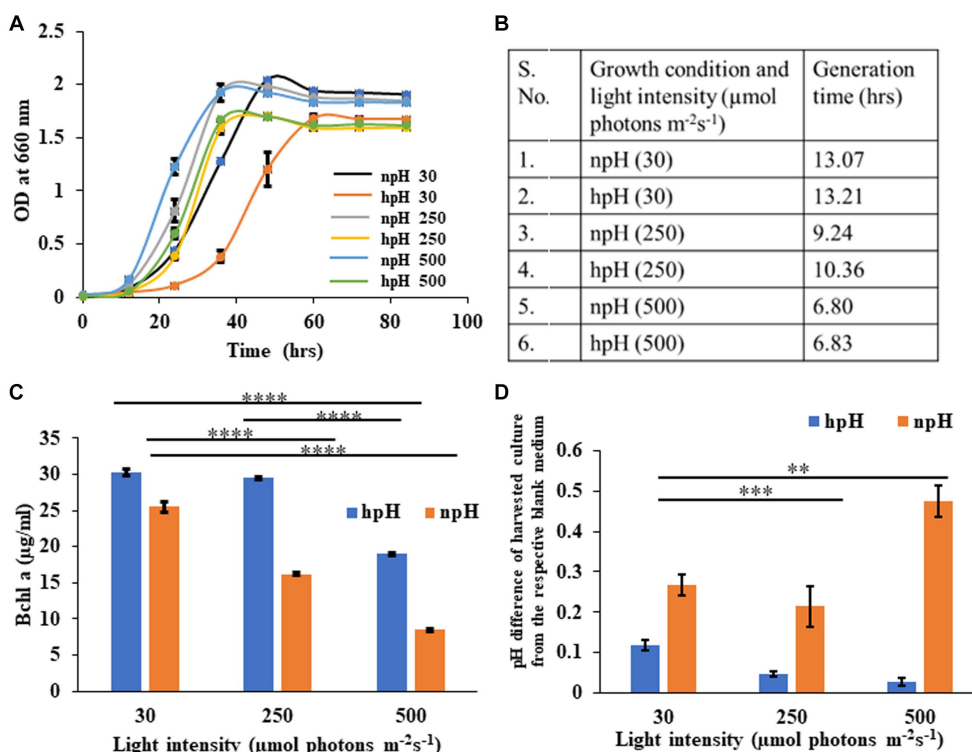 A
OD at 660 nm
2.5
2
1.5
1
0.5
0
npH 30
hpH 30
npH 250
hpH 250
npH 500
hpH 500
0 20 40 60 80 100
Time (hrs)
B
S. No.
Growth condition and light intensity (µmol photons m⁻²s⁻¹)
Generation time (hrs)
1. npH (30) 13.07
2. hpH (30) 13.21
3. npH (250) 9.24
4. hpH (250) 10.36
5. npH (500) 6.80
6. hpH (500) 6.83
C
****
****
****
****
hpH npH
Bchl a (µg/ml)
35
30
25
20
15
10
5
0
30 250 500
Light intensity (µmol photons m⁻²s⁻¹)
D
hpH npH
**
***
pH difference of harvested culture
from the respective blank medium
0.6
0.5
0.4
0.3
0.2
0.1
0
30 250 500
Light intensity (µmol photons m⁻²s⁻¹)